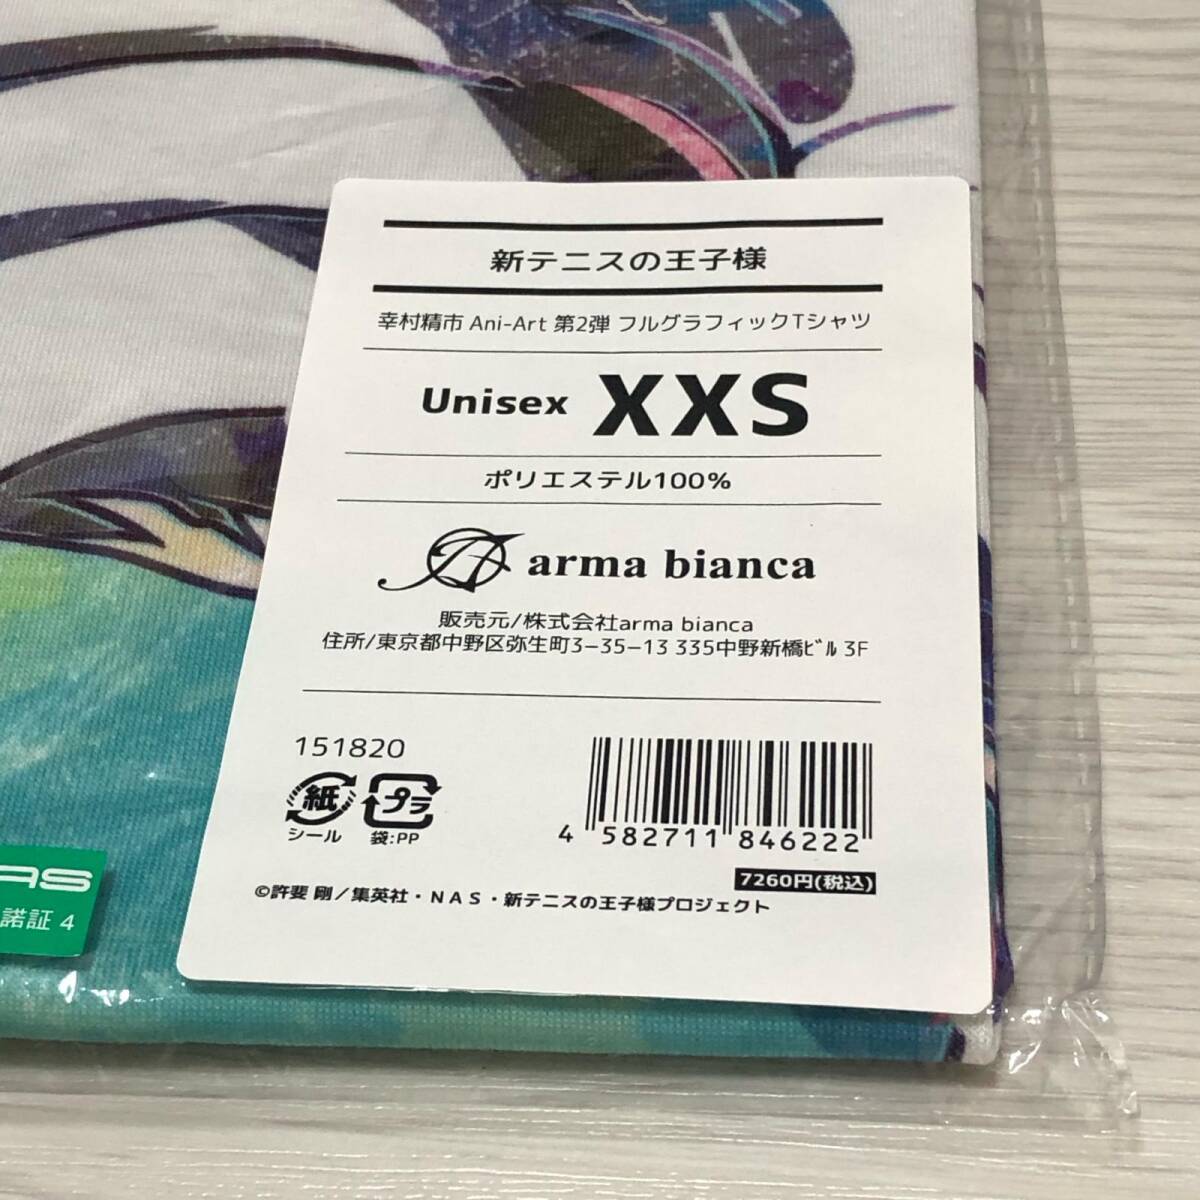 新テニスの王子様
幸村精市 Ani-Art 第2弾 フルグラフィックTシャツ
Unisex XXS
ポリエステル100%
arma bianca
販売元/株式会社arma bianca
住所/東京都中野区弥生町3-35-13 335中野新橋ﾋﾞﾙ 3F
151820
紙
シール
プラ
袋:PP
4 582711 846222
7260円(税込)
©許斐 剛/集英社・NAS・新テニスの王子様プロジェクト
AS
諾証 4